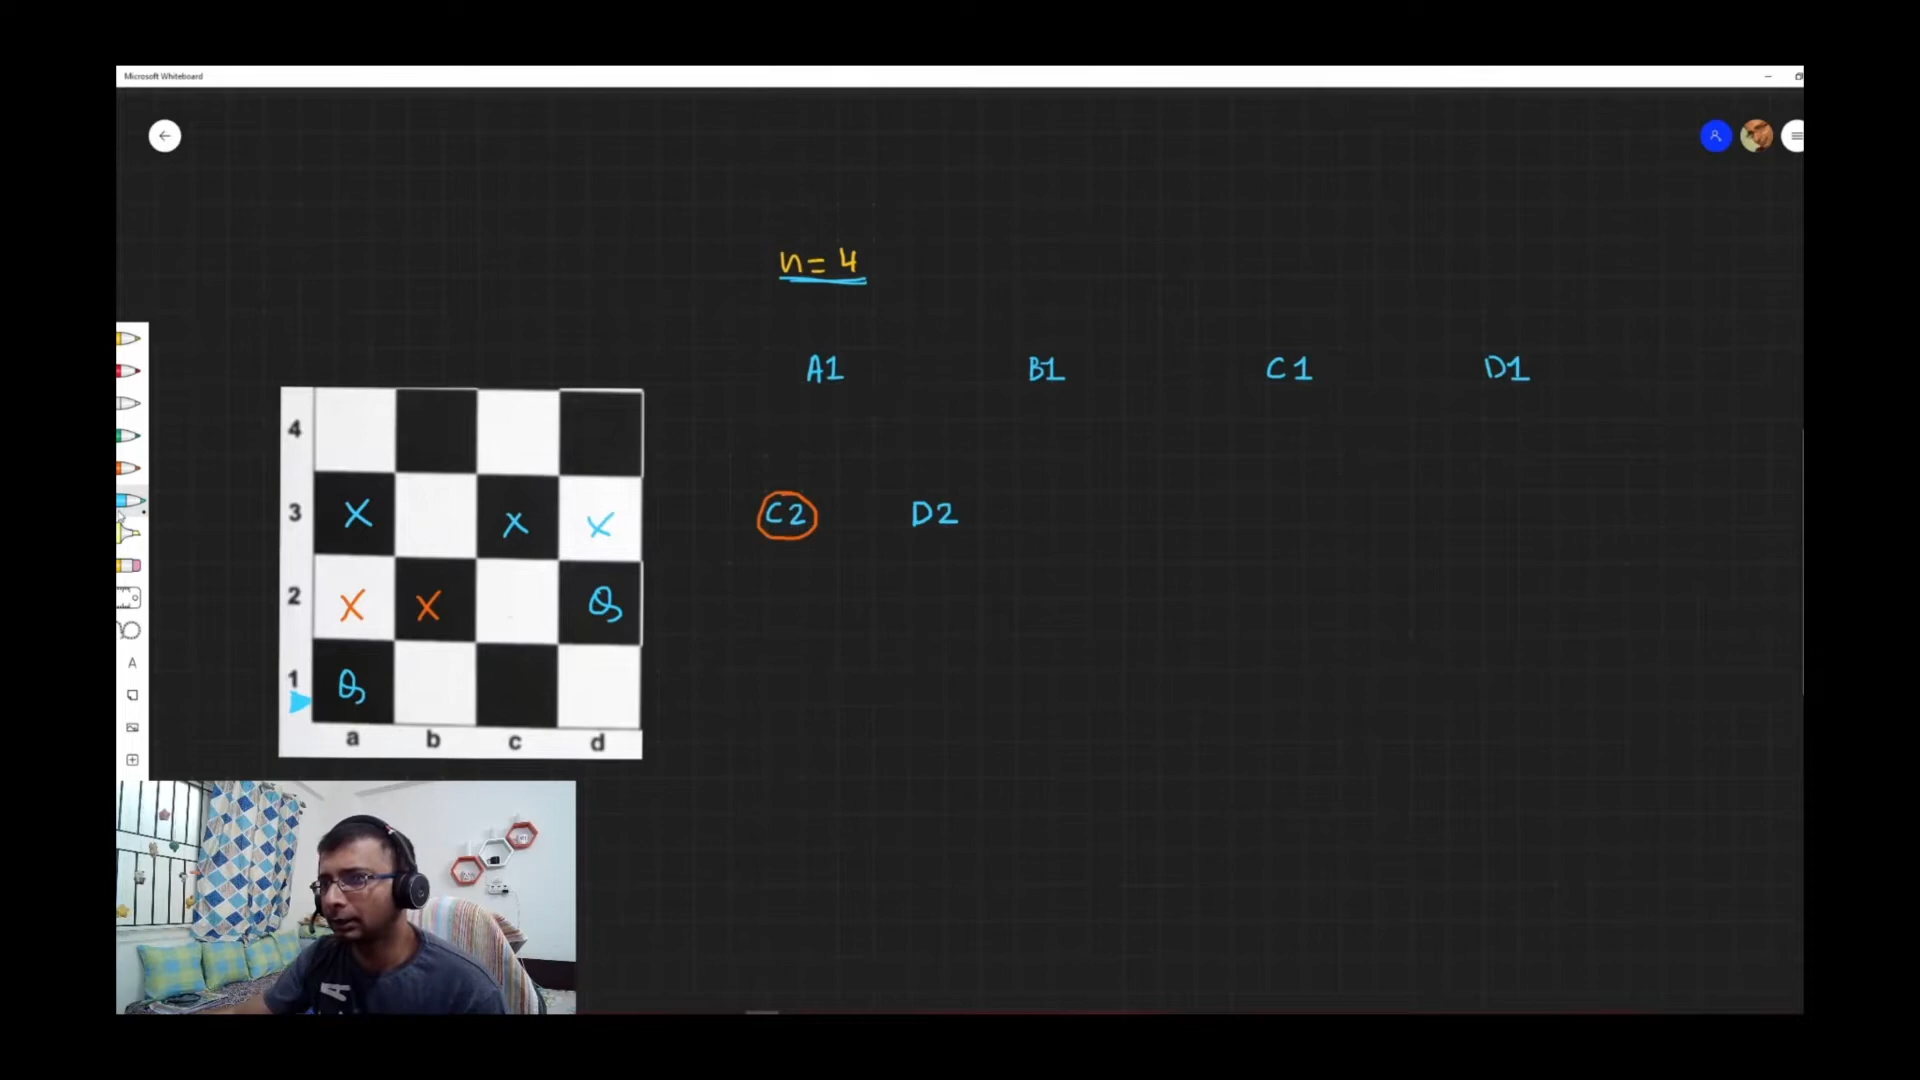 Microsoft Whiteboard
n = 4
A1 B1 C1 D1
4
3 X X X
C2 D2
2 X X Q
1 Q
a b c d
A